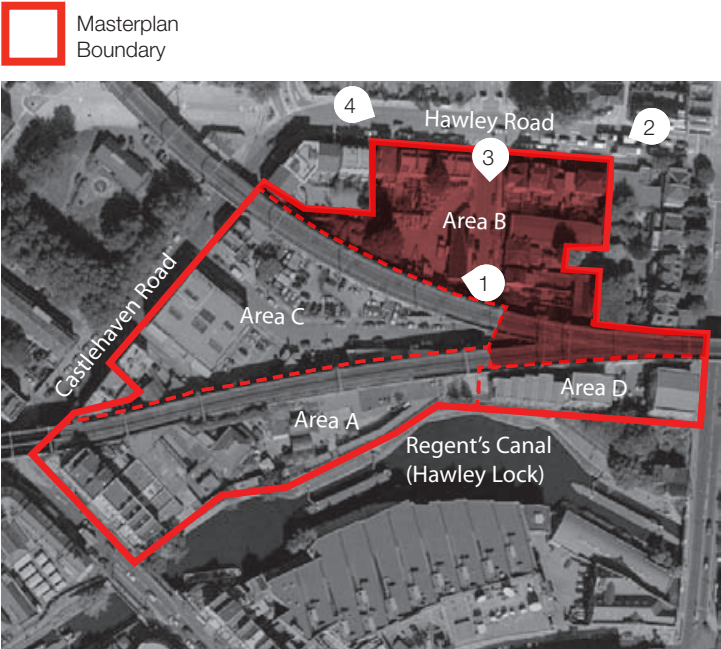 Masterplan
Boundary
4
Hawley Road
2
3
Area B
1
Castlehaven Road
Area C
Area D
Area A
Regent's Canal
(Hawley Lock)